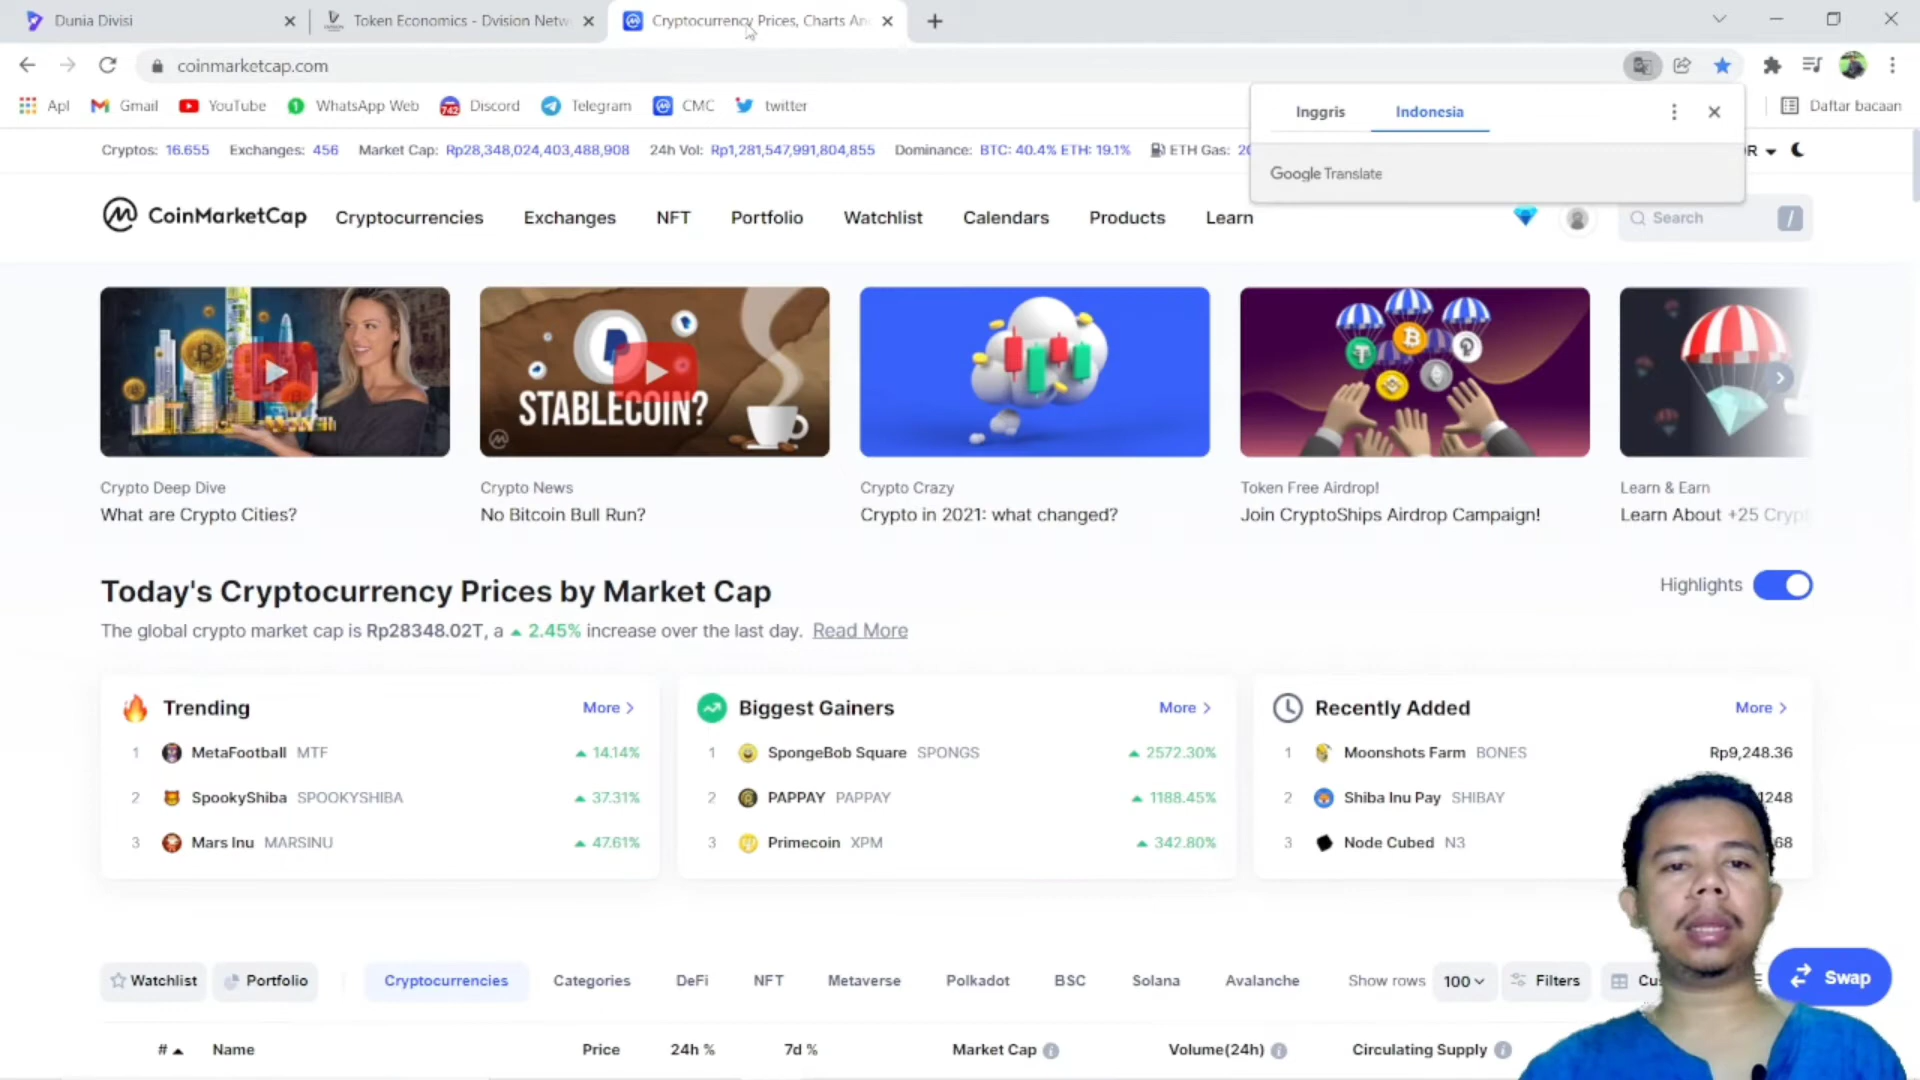 Dunia Divisi
Token Economics - Dvision Netw
Cryptocurrency Prices, Charts An
coinmarketcap.com
Apl
Gmail
YouTube
WhatsApp Web
742
Discord
Telegram
CMC
twitter
Daftar bacaan
Inggris
Indonesia
Google Translate
Cryptos: 16.655
Exchanges: 456
Market Cap: Rp28,348,024,403,488,908
24h Vol: Rp1,281,547,991,804,855
Dominance: BTC: 40.4% ETH: 19.1%
ETH Gas: 20
R
CoinMarketCap
Cryptocurrencies
Exchanges
NFT
Portfolio
Watchlist
Calendars
Products
Learn
Search
/
STABLECOIN?
Crypto Deep Dive
What are Crypto Cities?
Crypto News
No Bitcoin Bull Run?
Crypto Crazy
Crypto in 2021: what changed?
Token Free Airdrop!
Join CryptoShips Airdrop Campaign!
Learn & Earn
Learn About +25 Cryp
Today's Cryptocurrency Prices by Market Cap
Highlights
The global crypto market cap is Rp28348.02T, a 2.45% increase over the last day. Read More
Trending
More
1 MetaFootball MTF 14.14%
2 SpookyShiba SPOOKYSHIBA 37.31%
3 Mars Inu MARSINU 47.61%
Biggest Gainers
More
1 SpongeBob Square SPONGS 2572.30%
2 PAPPAY PAPPAY 1188.45%
3 Primecoin XPM 342.80%
Recently Added
More
1 Moonshots Farm BONES Rp9,248.36
2 Shiba Inu Pay SHIBAY 1248
3 Node Cubed N3 68
Watchlist
Portfolio
Cryptocurrencies
Categories
DeFi
NFT
Metaverse
Polkadot
BSC
Solana
Avalanche
Show rows
100
Filters
Cu
Swap
# Name
Price
24h %
7d %
Market Cap
Volume(24h)
Circulating Supply